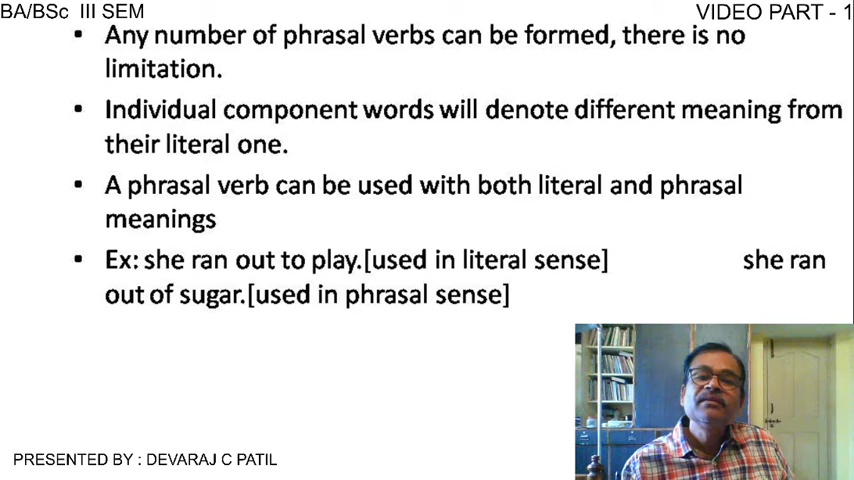 BA/BSc III SEM
VIDEO PART - 1
• Any number of phrasal verbs can be formed, there is no
limitation.
• Individual component words will denote different meaning from
their literal one.
• A phrasal verb can be used with both literal and phrasal
meanings
• Ex: she ran out to play.[used in literal sense] she ran
out of sugar.[used in phrasal sense]
PRESENTED BY : DEVARAJ C PATIL